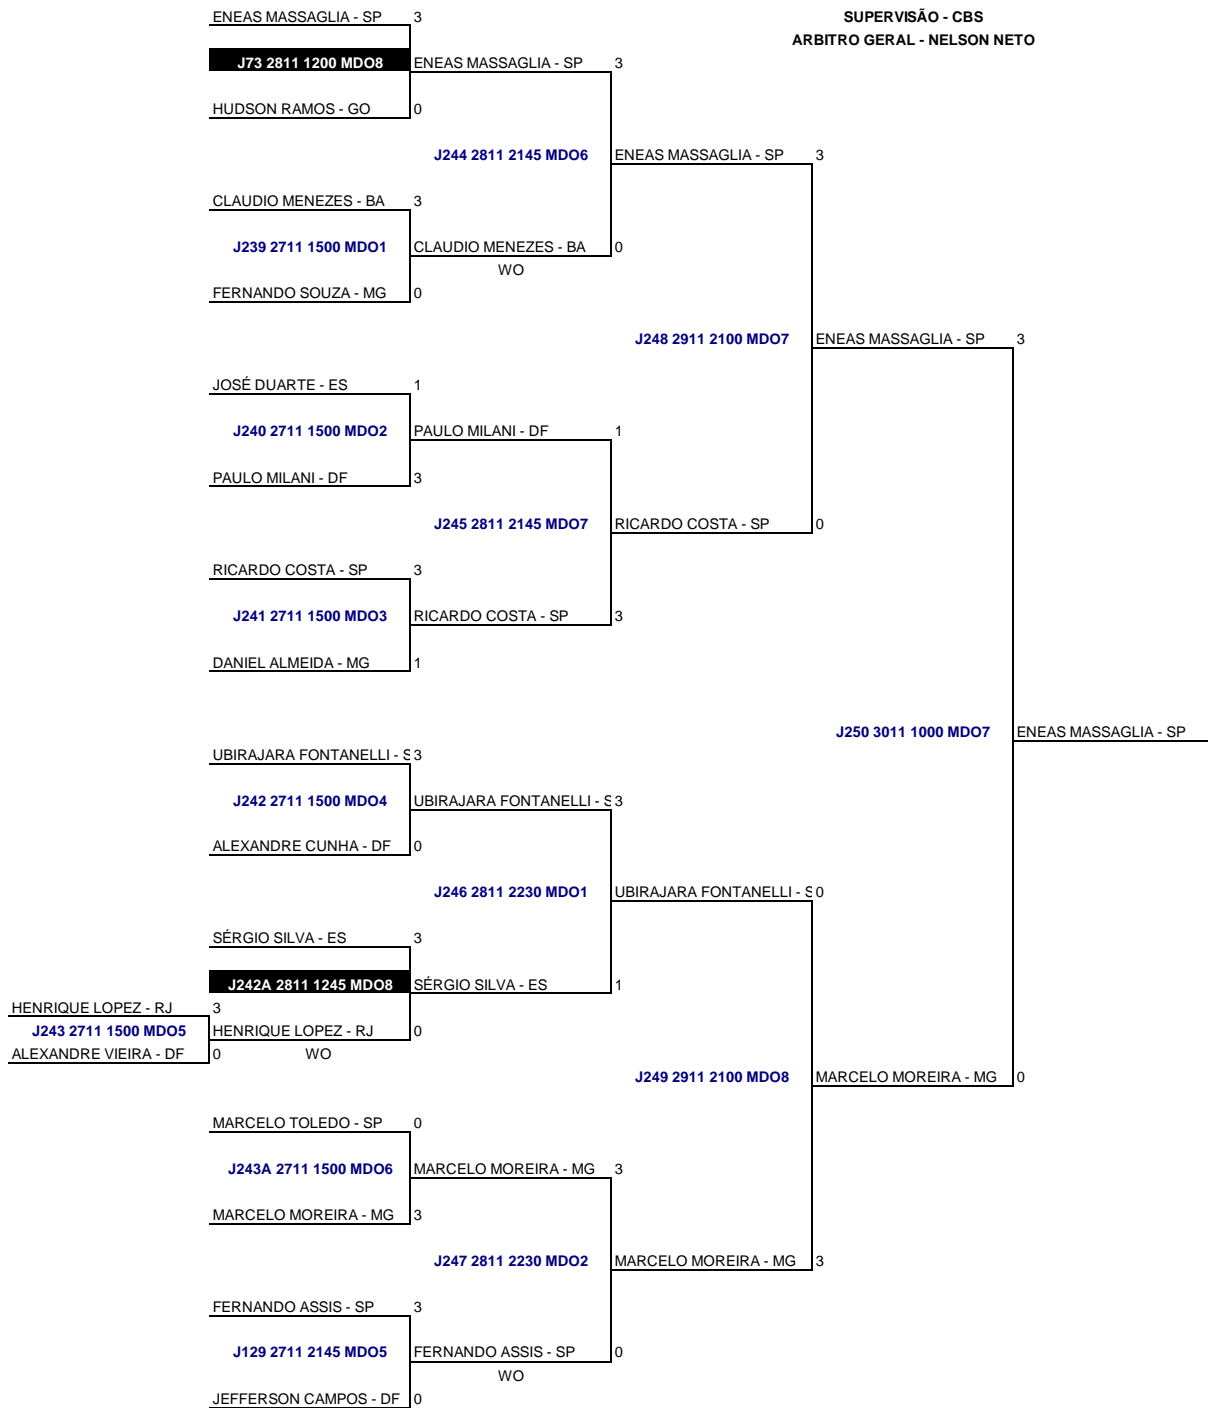 ENEAS MASSAGLIA - SP 3
SUPERVISÃO - CBS
ARBITRO GERAL - NELSON NETO
J73 2811 1200 MDO8 ENEAS MASSAGLIA - SP 3
HUDSON RAMOS - GO 0
J244 2811 2145 MDO6 ENEAS MASSAGLIA - SP 3
CLAUDIO MENEZES - BA 3
J239 2711 1500 MDO1 CLAUDIO MENEZES - BA 0
WO
FERNANDO SOUZA - MG 0
J248 2911 2100 MDO7 ENEAS MASSAGLIA - SP 3
JOSÉ DUARTE - ES 1
J240 2711 1500 MDO2 PAULO MILANI - DF 1
PAULO MILANI - DF 3
J245 2811 2145 MDO7 RICARDO COSTA - SP 0
RICARDO COSTA - SP 3
J241 2711 1500 MDO3 RICARDO COSTA - SP 3
DANIEL ALMEIDA - MG 1
J250 3011 1000 MDO7 ENEAS MASSAGLIA - SP
UBIRAJARA FONTANELLI - S 3
J242 2711 1500 MDO4 UBIRAJARA FONTANELLI - S 3
ALEXANDRE CUNHA - DF 0
J246 2811 2230 MDO1 UBIRAJARA FONTANELLI - S 0
SÉRGIO SILVA - ES 3
J242A 2811 1245 MDO8 SÉRGIO SILVA - ES 1
HENRIQUE LOPEZ - RJ 3
J243 2711 1500 MDO5 HENRIQUE LOPEZ - RJ 0
ALEXANDRE VIEIRA - DF 0 WO
J249 2911 2100 MDO8 MARCELO MOREIRA - MG 0
MARCELO TOLEDO - SP 0
J243A 2711 1500 MDO6 MARCELO MOREIRA - MG 3
MARCELO MOREIRA - MG 3
J247 2811 2230 MDO2 MARCELO MOREIRA - MG 3
FERNANDO ASSIS - SP 3
J129 2711 2145 MDO5 FERNANDO ASSIS - SP 0
WO
JEFFERSON CAMPOS - DF 0